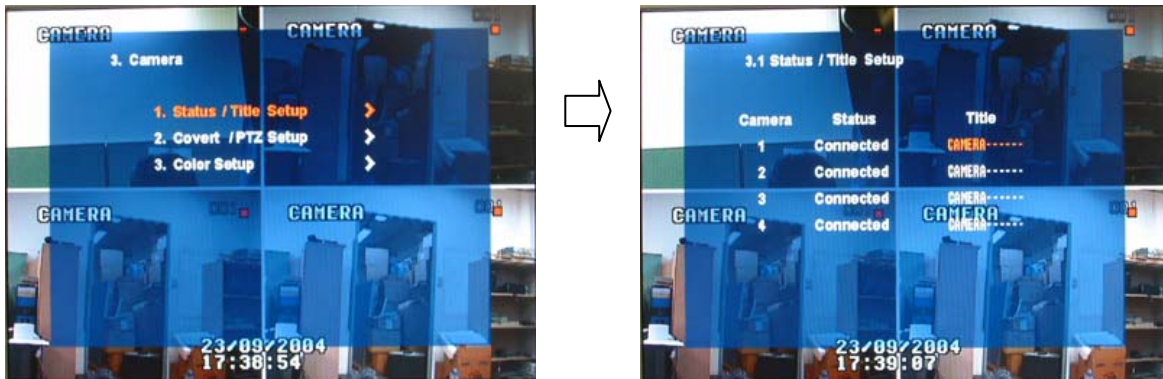 CAMERA CAMERA
3. Camera
1. Status / Title Setup >
2. Covert / PTZ Setup >
3. Color Setup >
CAMERA CAMERA
23/09/2004
17:38:54
CAMERA CAMERA
3.1 Status / Title Setup
Camera Status Title
1 Connected CAMERA------
2 Connected CAMERA------
3 Connected CAMERA------
CAMERA CAMERA
4 Connected CAMERA------
23/09/2004
17:39:07